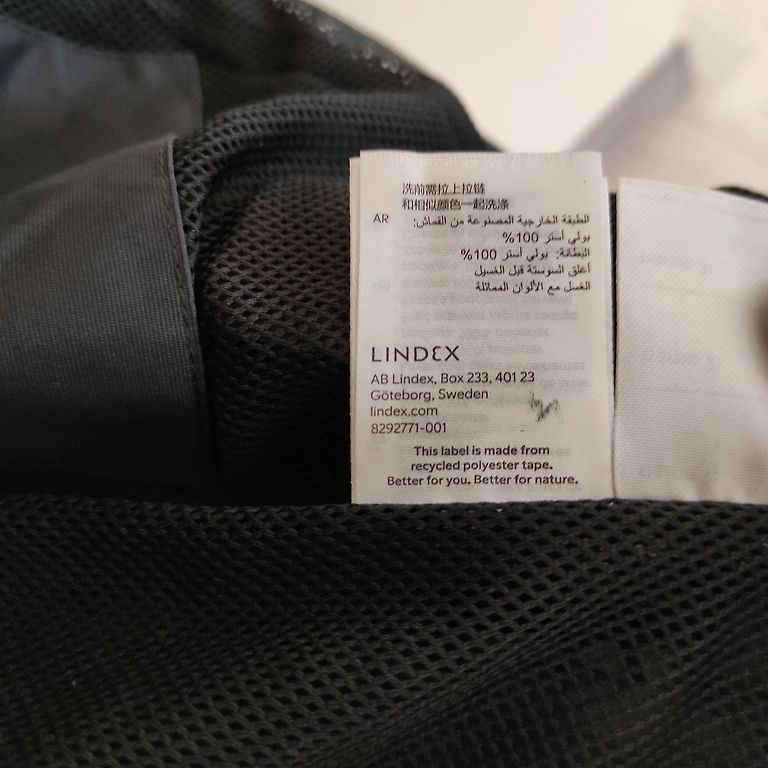 洗前需拉上拉链
和相似颜色一起洗涤
AR الطبقة الخارجية المصنوعة من القماش:
بولي أستر 100%
البطانة: بولي أستر 100%
أغلق السوستة قبل الغسيل
الغسل مع الألوان المماثلة
LINDEX
AB Lindex, Box 233, 401 23
Göteborg, Sweden
lindex.com
8292771-001
This label is made from
recycled polyester tape.
Better for you. Better for nature.